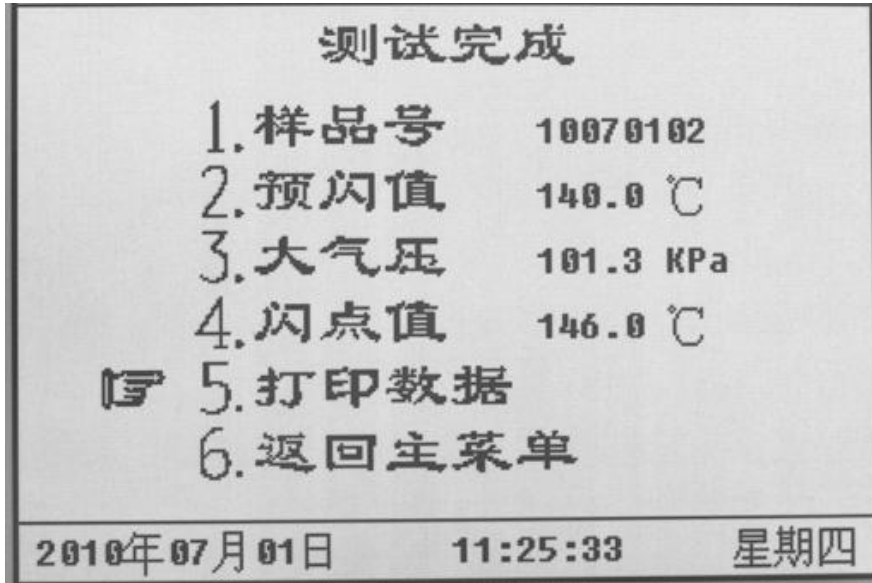 测试完成
1.样品号 10070102
2.预闪值 140.0 ℃
3.大气压 101.3 KPa
4.闪点值 146.0 ℃
5.打印数据
6.返回主菜单
2010年07月01日 11:25:33 星期四